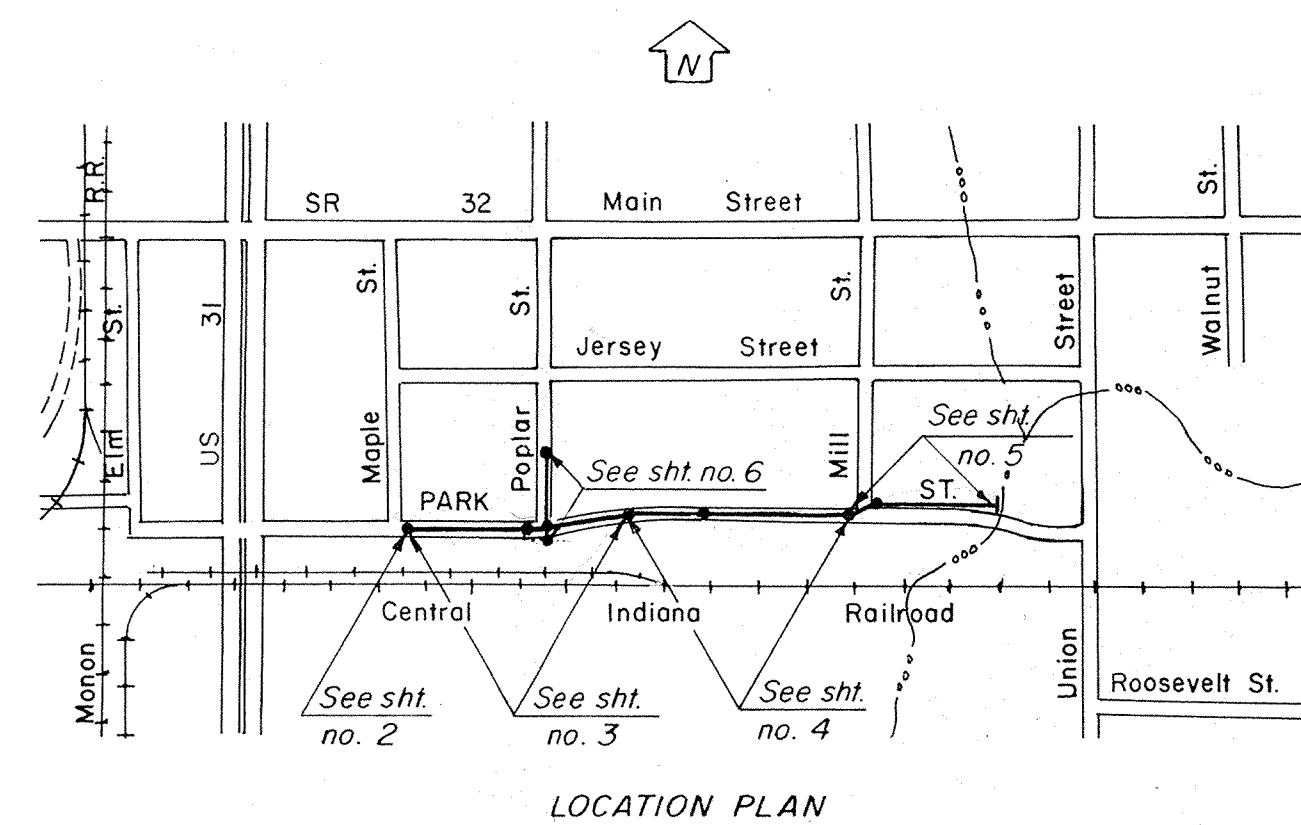 N
SR 32 Main Street
Monon R.R.
Elm St.
US 31
Maple St.
Poplar St.
Mill St.
Union Street
Walnut St.
Jersey Street
PARK ST.
See sht. no. 6
See sht.
no. 5
Central Indiana Railroad
Roosevelt St.
See sht.
no. 2
See sht.
no. 3
See sht.
no. 4
LOCATION PLAN